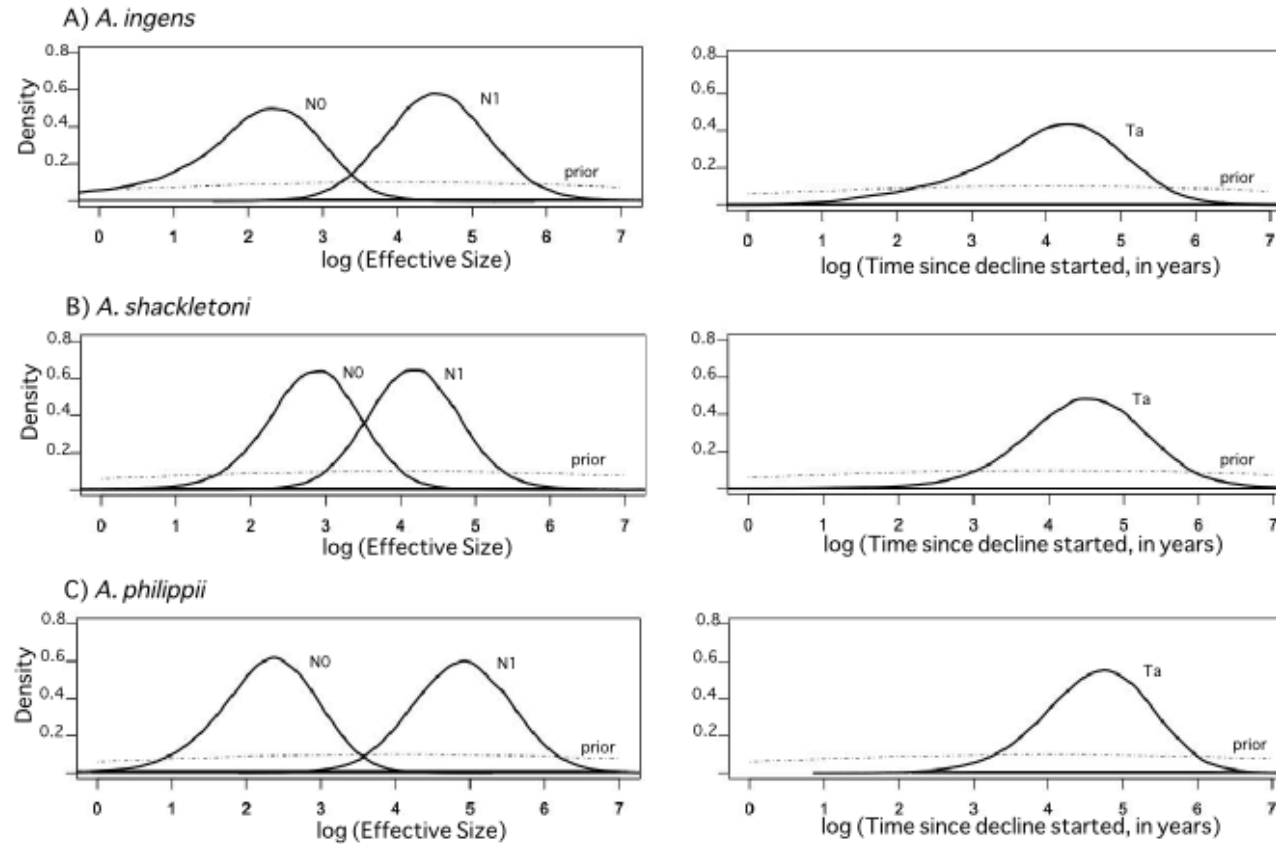 A) A. ingens
Density
0.8
0.6
0.4
0.2
N0
N1
prior
0 1 2 3 4 5 6 7
log (Effective Size)
0.8
0.6
0.4
0.2
Ta
prior
0 1 2 3 4 5 6 7
log (Time since decline started, in years)
B) A. shackletoni
Density
0.8
0.6
0.4
0.2
N0
N1
prior
0 1 2 3 4 5 6 7
log (Effective Size)
0.8
0.6
0.4
0.2
Ta
prior
0 1 2 3 4 5 6 7
log (Time since decline started, in years)
C) A. philippii
Density
0.8
0.6
0.4
0.2
N0
N1
prior
0 1 2 3 4 5 6 7
log (Effective Size)
0.8
0.6
0.4
0.2
Ta
prior
0 1 2 3 4 5 6 7
log (Time since decline started, in years)